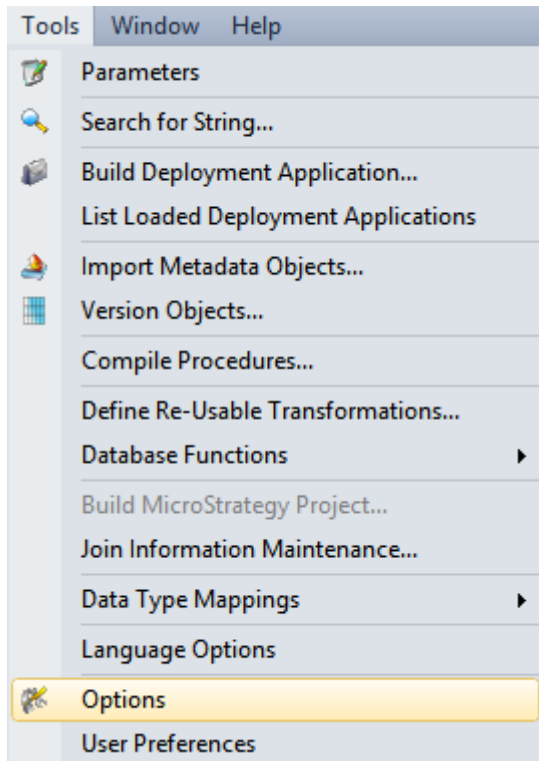 Tools Window Help
Parameters
Search for String...
Build Deployment Application...
List Loaded Deployment Applications
Import Metadata Objects...
Version Objects...
Compile Procedures...
Define Re-Usable Transformations...
Database Functions
Build MicroStrategy Project...
Join Information Maintenance...
Data Type Mappings
Language Options
Options
User Preferences